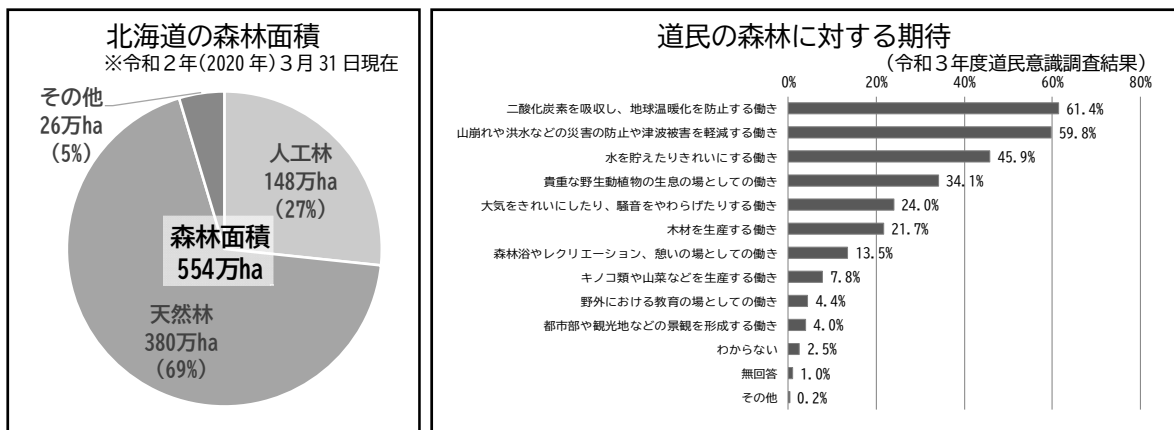 北海道の森林面積
※令和２年(2020 年)３月 31 日現在
その他
26万ha
(5%)
人工林
148万ha
(27%)
森林面積
554万ha
天然林
380万ha
(69%)
道民の森林に対する期待
(令和３年度道民意識調査結果)
0% 20% 40% 60% 80%
二酸化炭素を吸収し、地球温暖化を防止する働き 61.4%
山崩れや洪水などの災害の防止や津波被害を軽減する働き 59.8%
水を貯えたりきれいにする働き 45.9%
貴重な野生動植物の生息の場としての働き 34.1%
大気をきれいにしたり、騒音をやわらげたりする働き 24.0%
木材を生産する働き 21.7%
森林浴やレクリエーション、憩いの場としての働き 13.5%
キノコ類や山菜などを生産する働き 7.8%
野外における教育の場としての働き 4.4%
都市部や観光地などの景観を形成する働き 4.0%
わからない 2.5%
無回答 1.0%
その他 0.2%